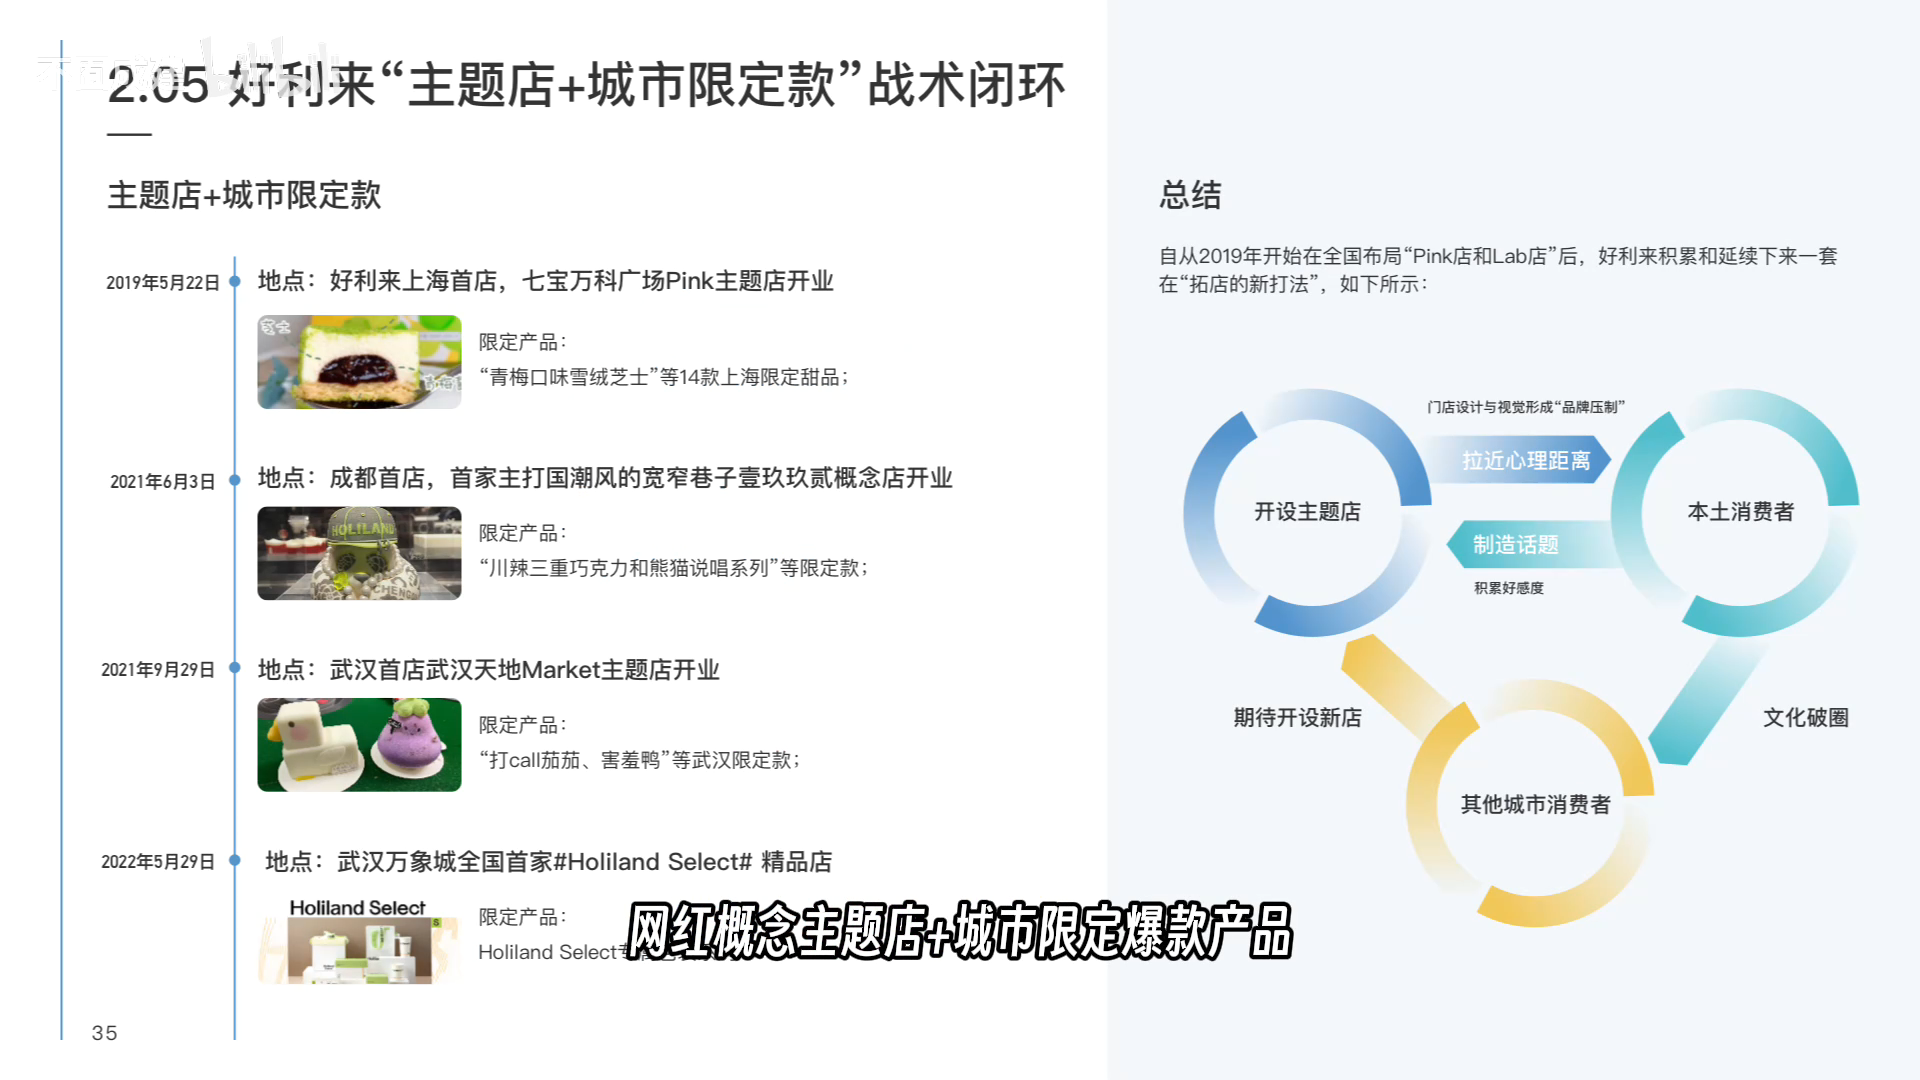 2.05 好利来“主题店+城市限定款”战术闭环
主题店+城市限定款
2019年5月22日
地点：好利来上海首店，七宝万科广场Pink主题店开业
限定产品：
“青梅口味雪绒芝士”等14款上海限定甜品；
2021年6月3日
地点：成都首店，首家主打国潮风的宽窄巷子壹玖玖贰概念店开业
HOLILAND
限定产品：
“川辣三重巧克力和熊猫说唱系列”等限定款；
2021年9月29日
地点：武汉首店武汉天地Market主题店开业
限定产品：
“打call茄茄、害羞鸭”等武汉限定款；
2022年5月29日
地点：武汉万象城全国首家#Holiland Select# 精品店
Holiland Select
限定产品：
Holiland Select
35
总结
自从2019年开始在全国布局“Pink店和Lab店”后，好利来积累和延续下来一套
在“拓店的新打法”，如下所示：
门店设计与视觉形成“品牌压制”
拉近心理距离
开设主题店
本土消费者
制造话题
积累好感度
期待开设新店
文化破圈
其他城市消费者
网红概念主题店+城市限定爆款产品